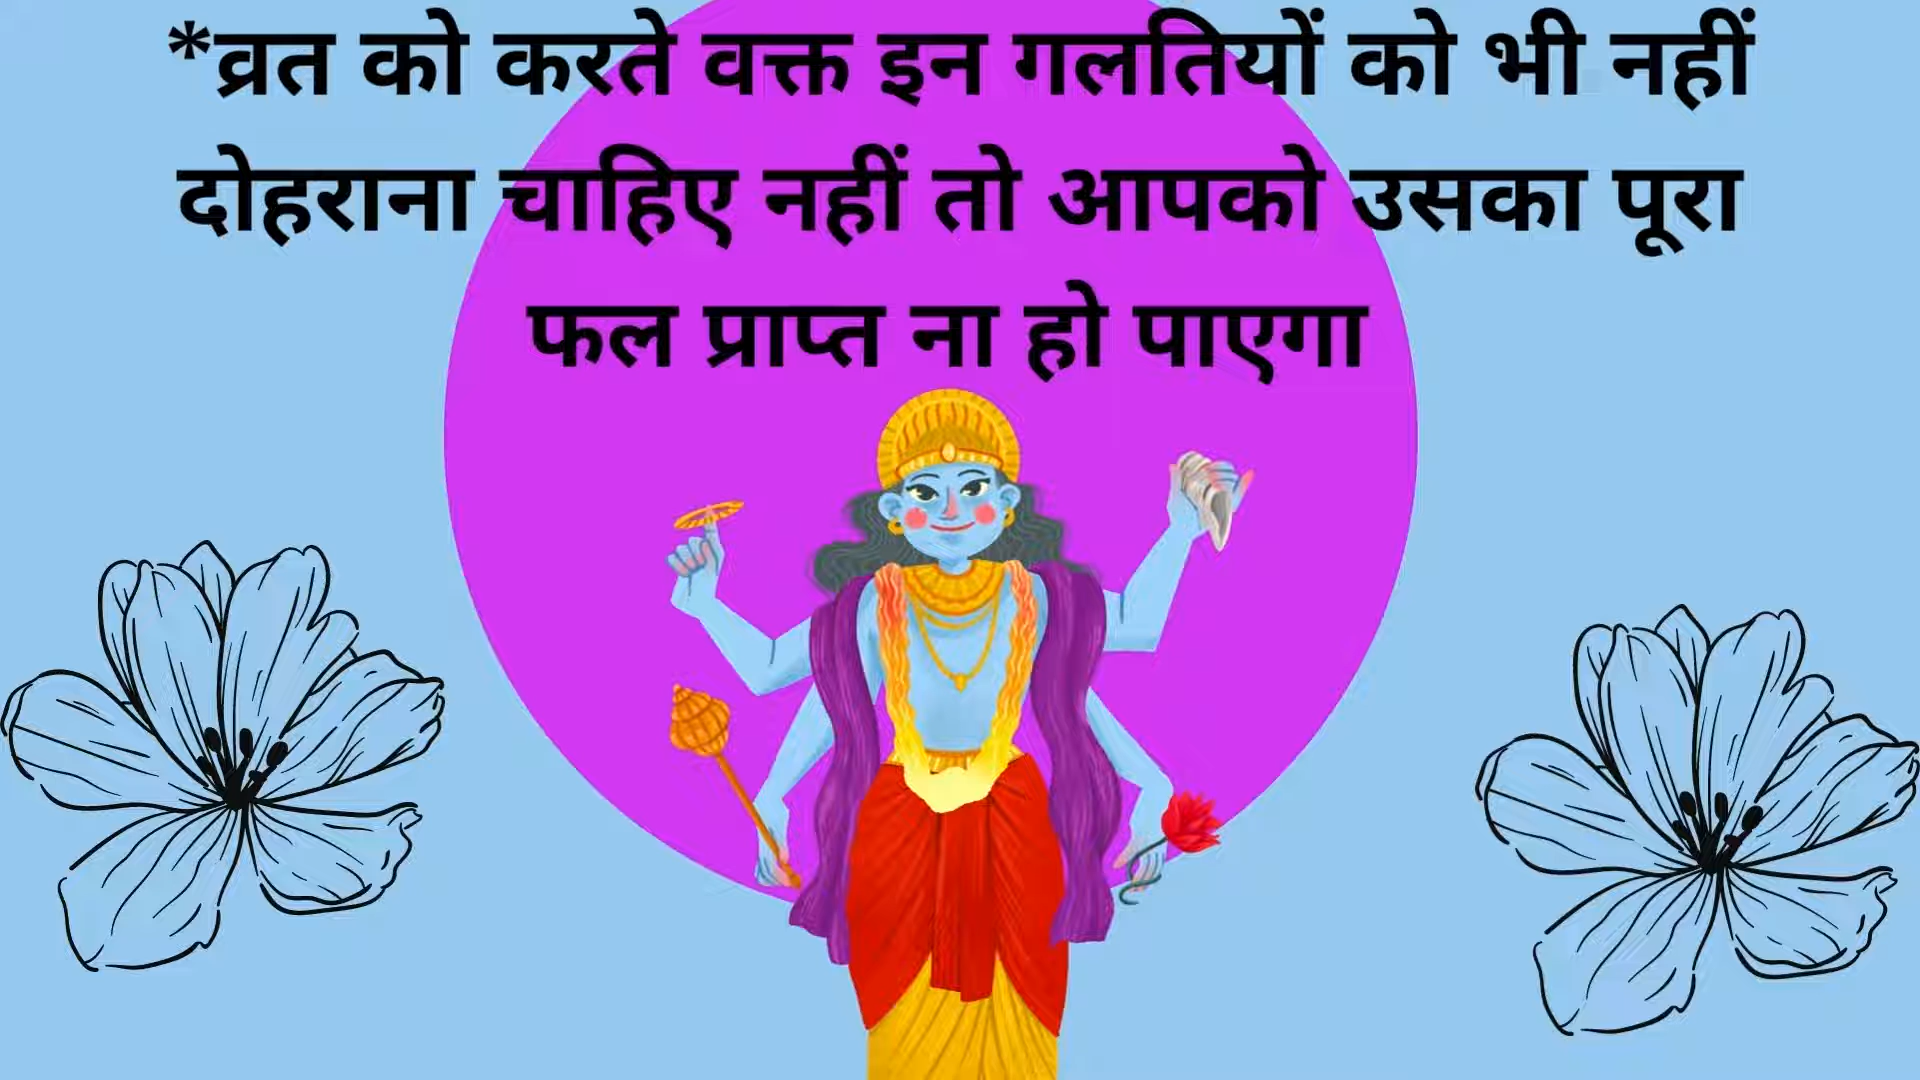 *व्रत को करते वक्त इन गलतियों को भी नहीं
दोहराना चाहिए नहीं तो आपको उसका पूरा
फल प्राप्त ना हो पाएगा